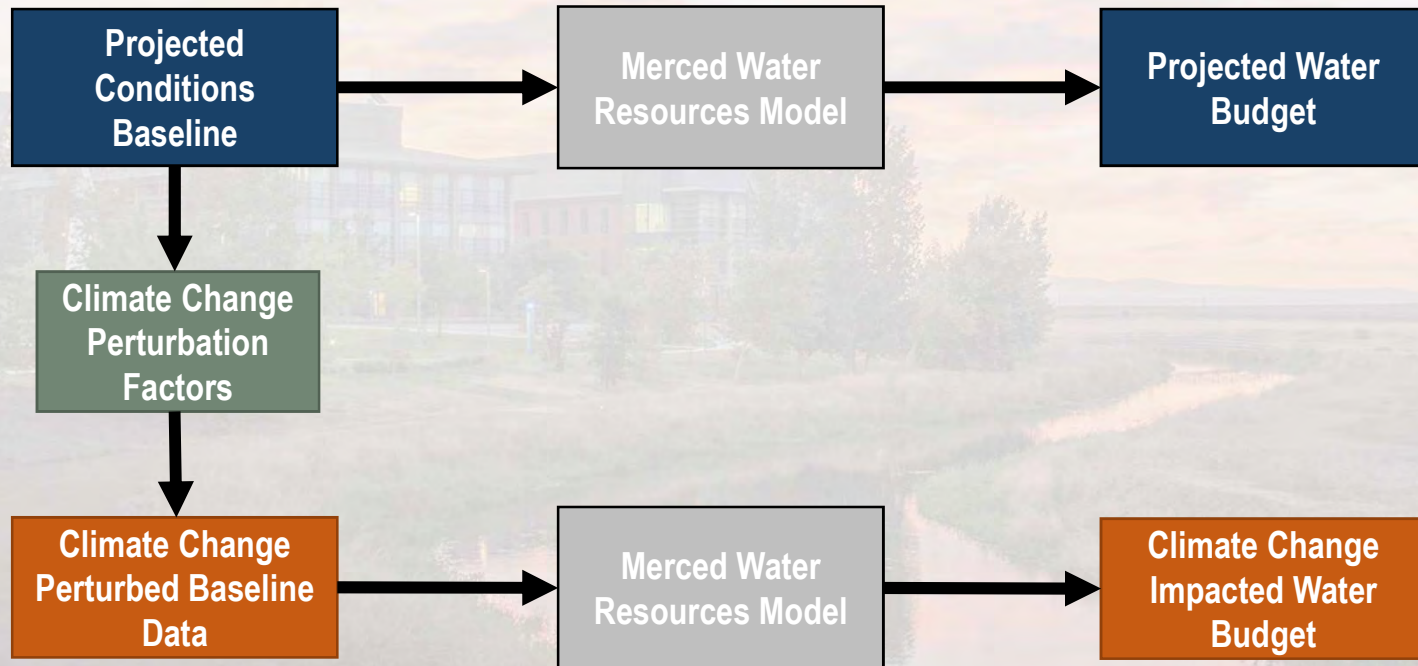 Projected
Conditions
Baseline
Merced Water
Resources Model
Projected Water
Budget
Climate Change
Perturbation
Factors
Climate Change
Perturbed Baseline
Data
Merced Water
Resources Model
Climate Change
Impacted Water
Budget